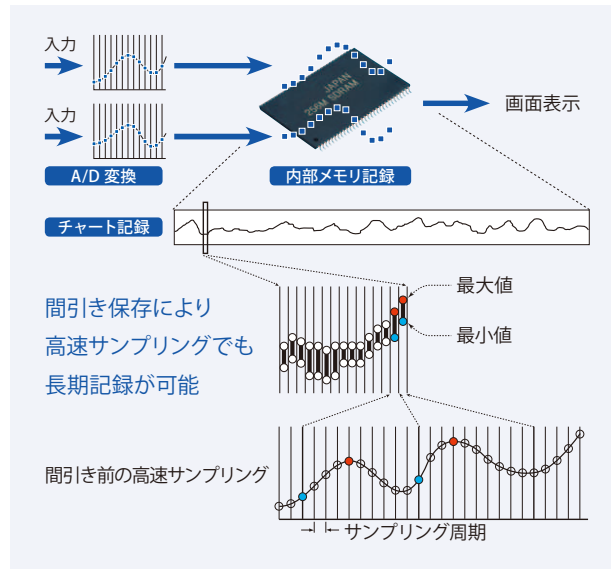 入力
入力
A/D 変換
JAPAN
256M SDRAM
内部メモリ記録
画面表示
チャート記録
間引き保存により
高速サンプリングでも
長期記録が可能
最大値
最小値
間引き前の高速サンプリング
サンプリング周期